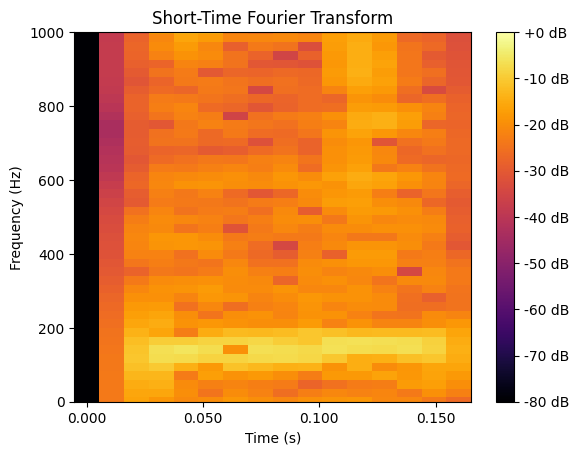 Short-Time Fourier Transform
Frequency (Hz)
1000
800
600
400
200
0
0.000
0.050
0.100
0.150
Time (s)
+0 dB
-10 dB
-20 dB
-30 dB
-40 dB
-50 dB
-60 dB
-70 dB
-80 dB